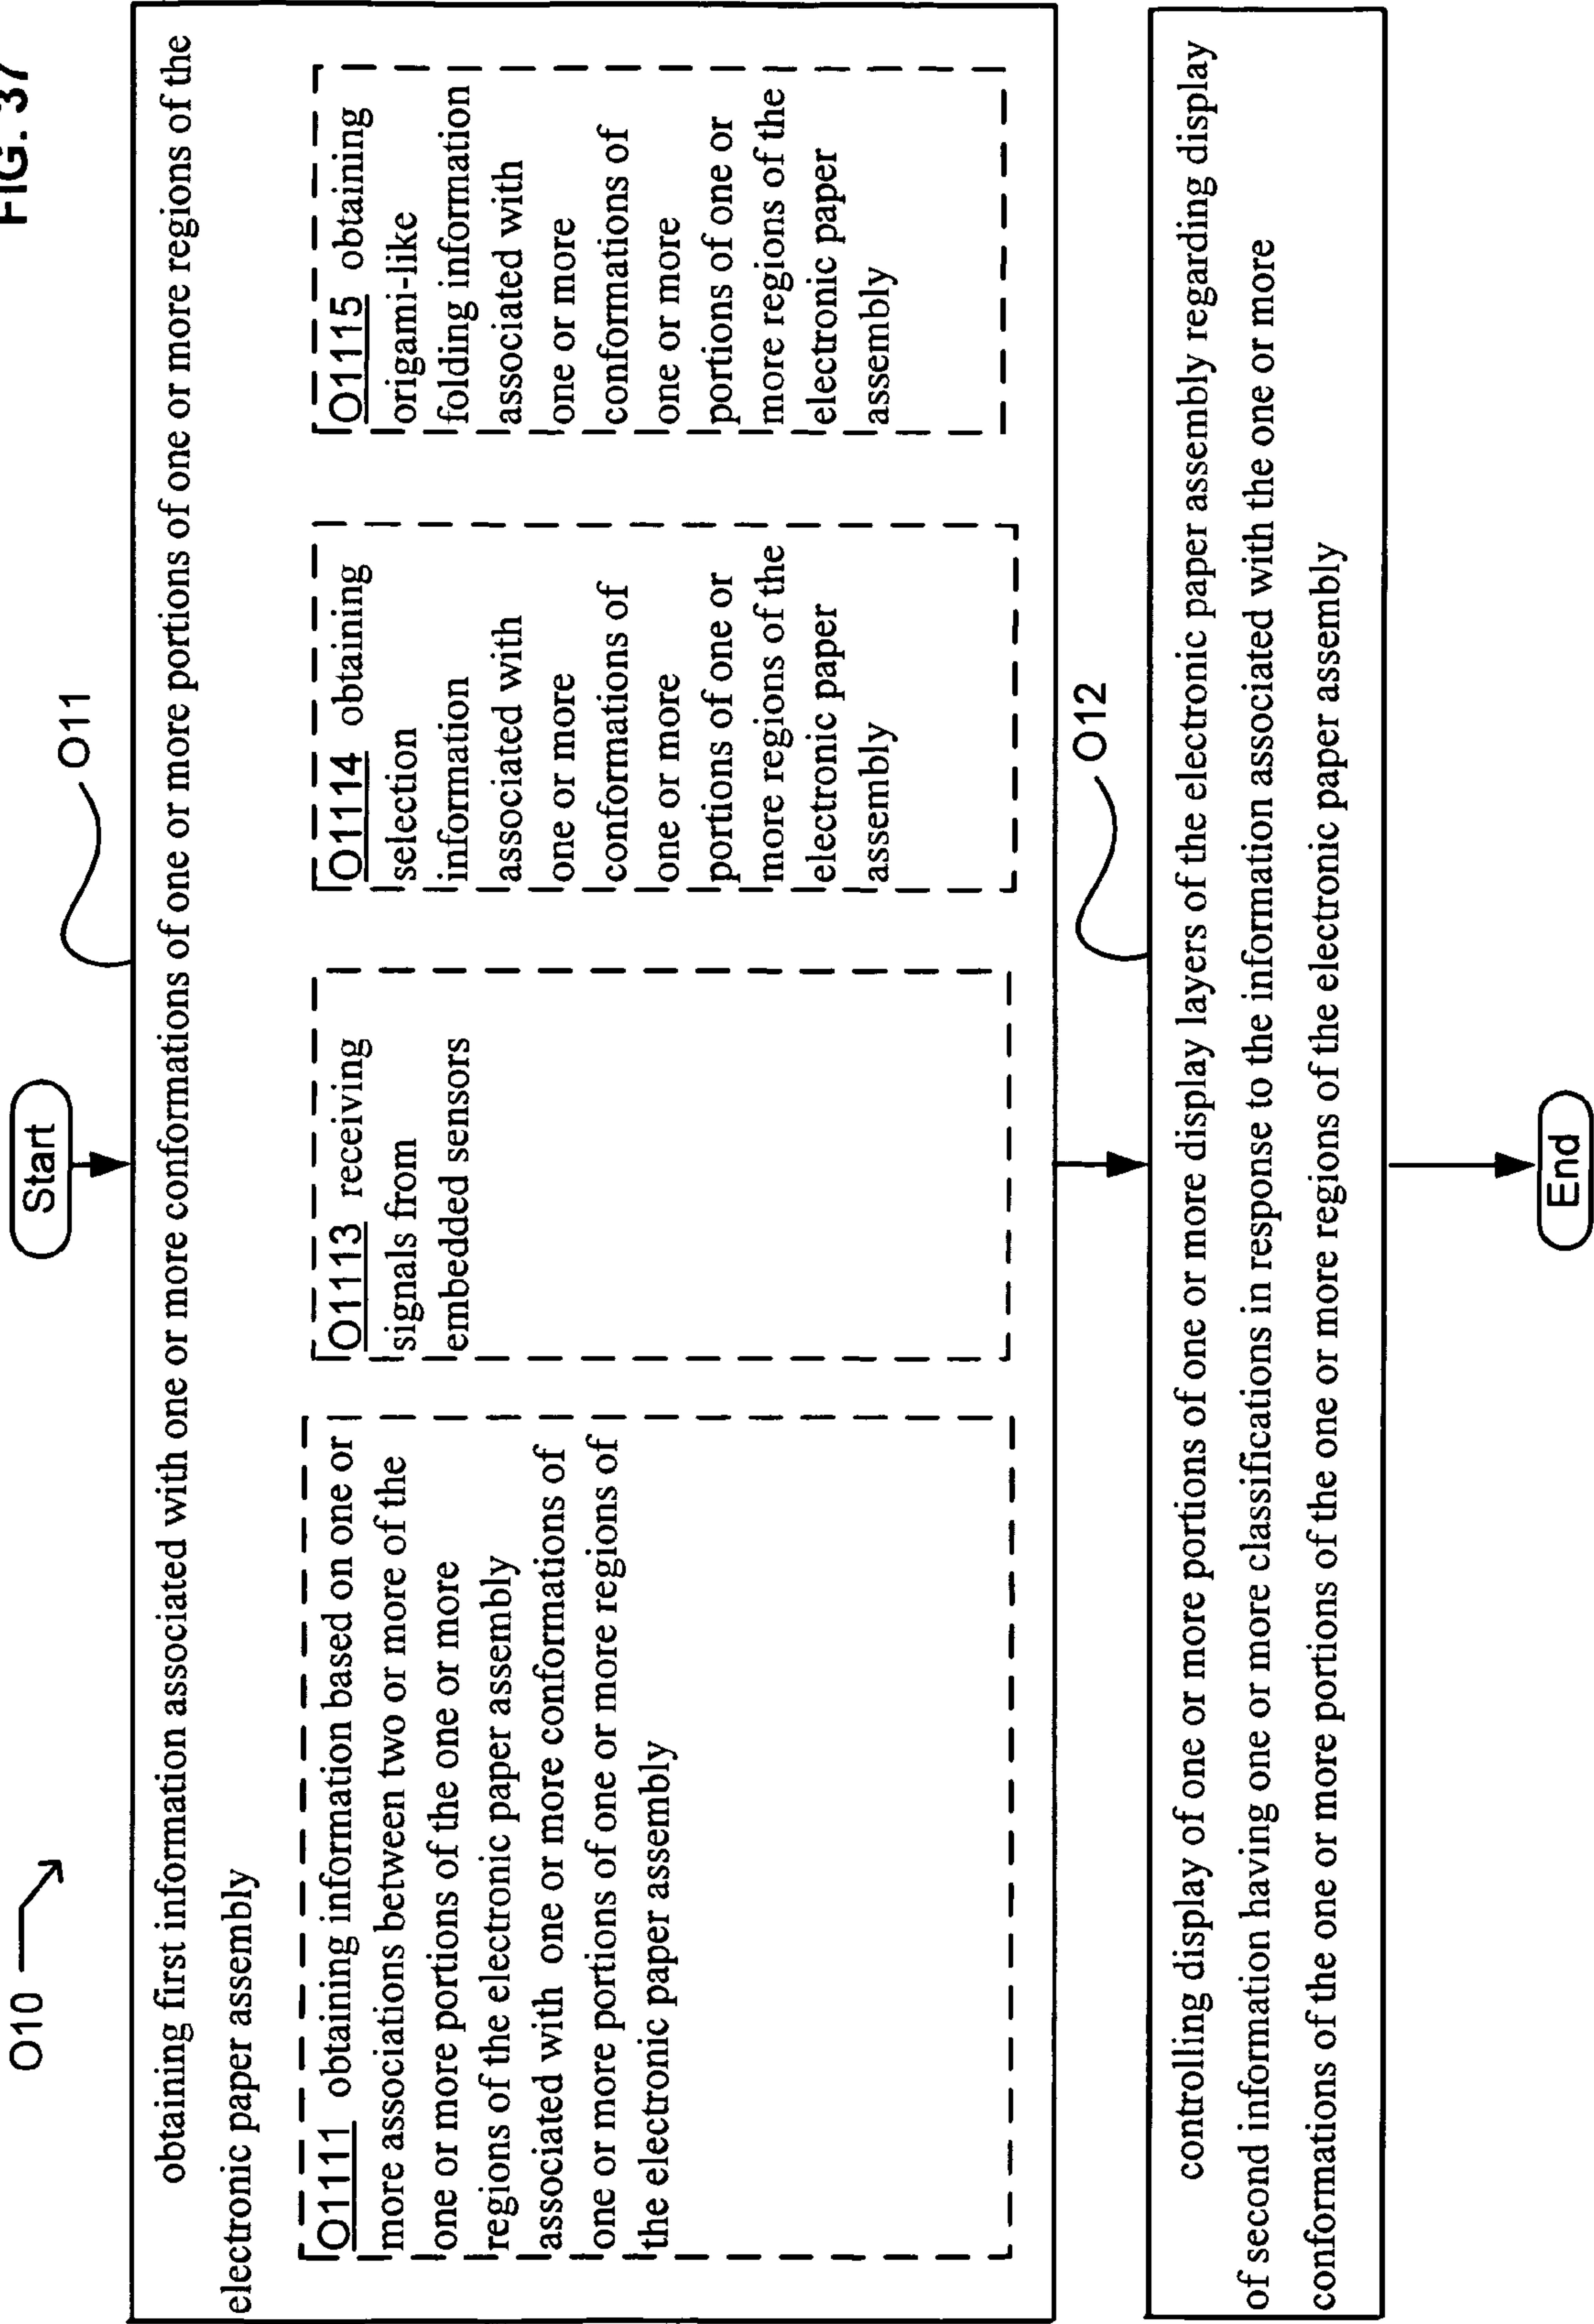 FIG. 37
O10
Start
O11
obtaining first information associated with one or more conformations of one or more portions of one or more regions of the
electronic paper assembly
O1111 obtaining information based on one or
more associations between two or more of the
one or more portions of the one or more
regions of the electronic paper assembly
associated with one or more conformations of
one or more portions of one or more regions of
the electronic paper assembly
O1113 receiving
signals from
embedded sensors
O1114 obtaining
selection
information
associated with
one or more
conformations of
one or more
portions of one or
more regions of the
electronic paper
assembly
O1115 obtaining
origami-like
folding information
associated with
one or more
conformations of
one or more
portions of one or
more regions of the
electronic paper
assembly
O12
controlling display of one or more portions of one or more display layers of the electronic paper assembly regarding display
of second information having one or more classifications in response to the information associated with the one or more
conformations of the one or more portions of the one or more regions of the electronic paper assembly
End